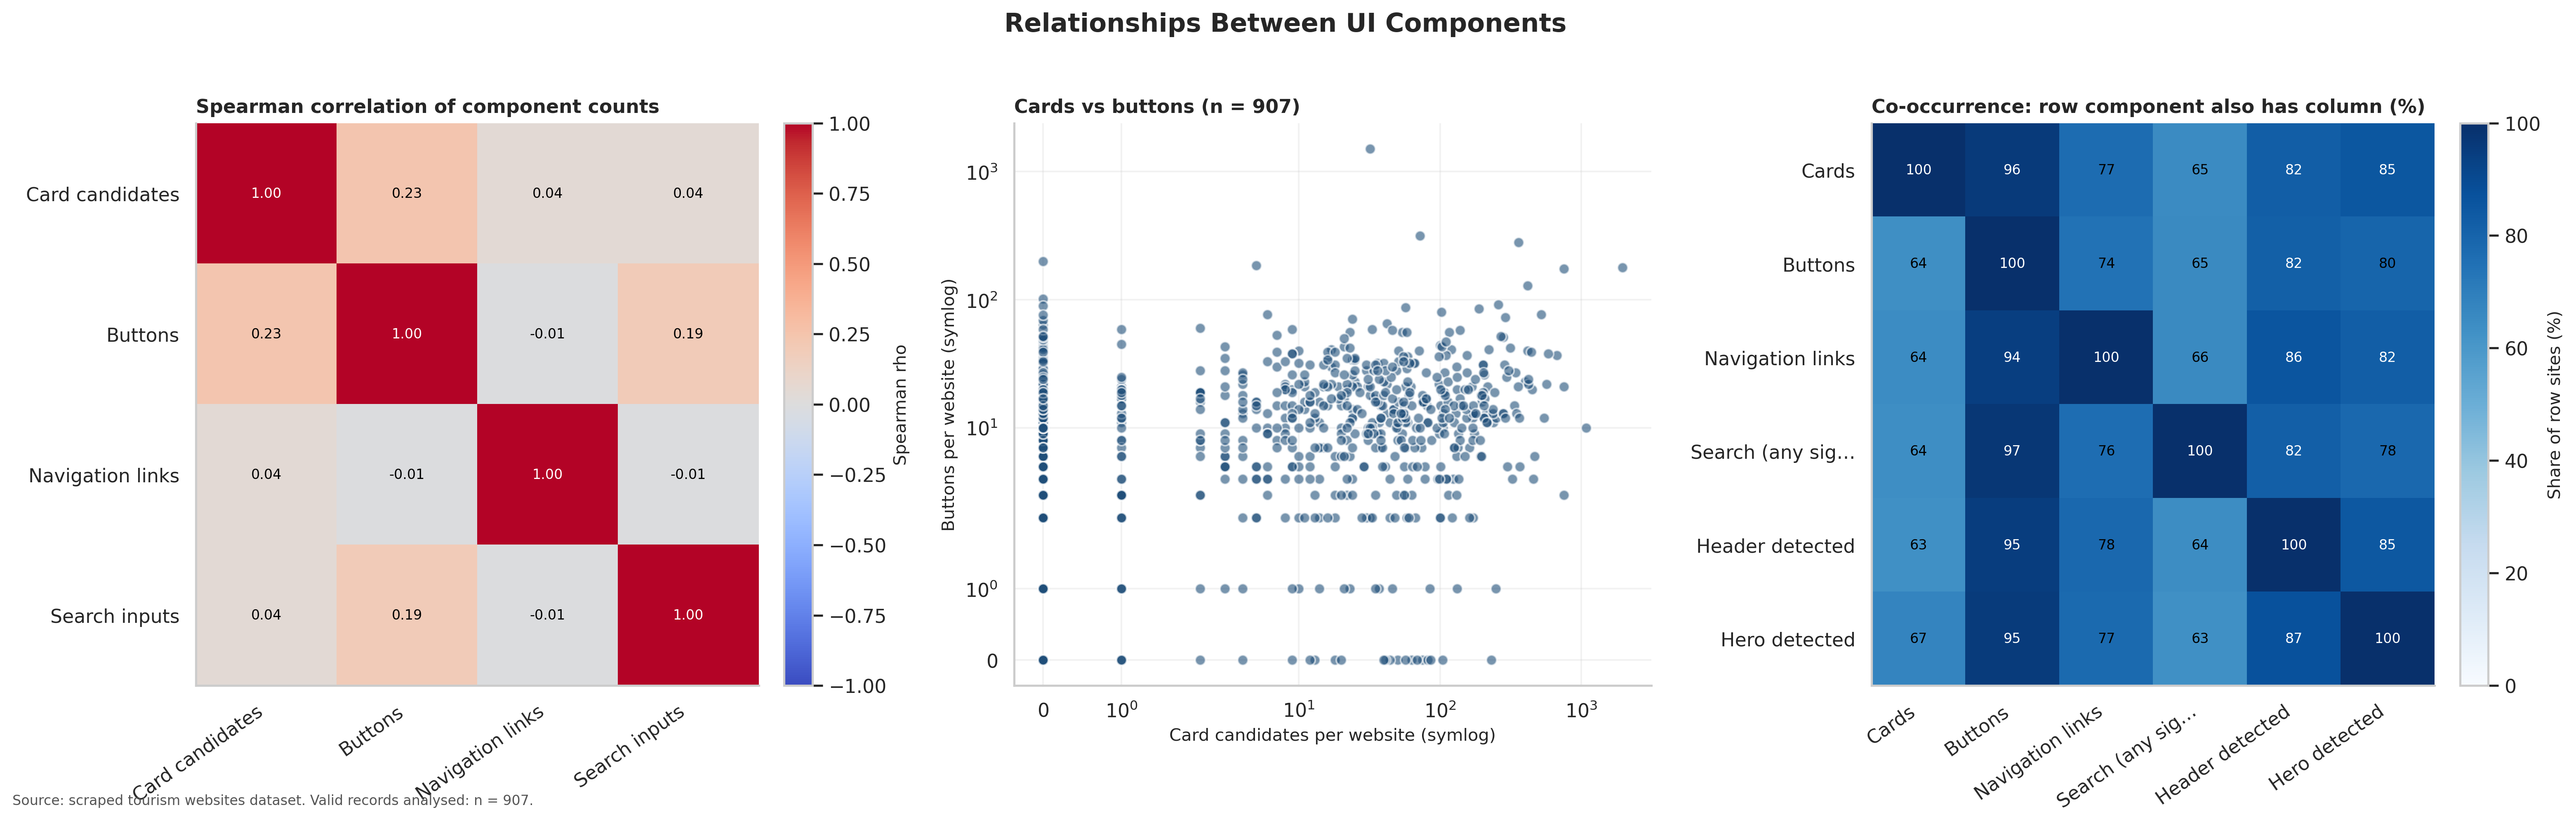 Relationships Between UI Components
Spearman correlation of component counts
Card candidates
Buttons
Navigation links
Search inputs
1.00 0.23 0.04 0.04
0.23 1.00 -0.01 0.19
0.04 -0.01 1.00 -0.01
0.04 0.19 -0.01 1.00
Card candidates
Buttons
Navigation links
Search inputs
1.00
0.75
0.50
0.25
0.00
−0.25
−0.50
−0.75
−1.00
Spearman rho
Cards vs buttons (n = 907)
Buttons per website (symlog)
10³
10²
10¹
10⁰
0
0 10⁰ 10¹ 10² 10³
Card candidates per website (symlog)
Co-occurrence: row component also has column (%)
Cards
Buttons
Navigation links
Search (any sig...
Header detected
Hero detected
100 96 77 65 82 85
64 100 74 65 82 80
64 94 100 66 86 82
64 97 76 100 82 78
63 95 78 64 100 85
67 95 77 63 87 100
Cards
Buttons
Navigation links
Search (any sig...
Header detected
Hero detected
100
80
60
40
20
0
Share of row sites (%)
Source: scraped tourism websites dataset. Valid records analysed: n = 907.